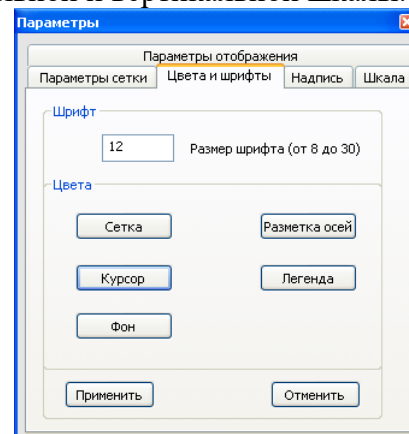 Параметры
Параметры отображения
Параметры сетки Цвета и шрифты Надпись Шкала
Шрифт
12 Размер шрифта (от 8 до 30)
Цвета
Сетка Разметка осей
Курсор Легенда
Фон
Применить Отменить